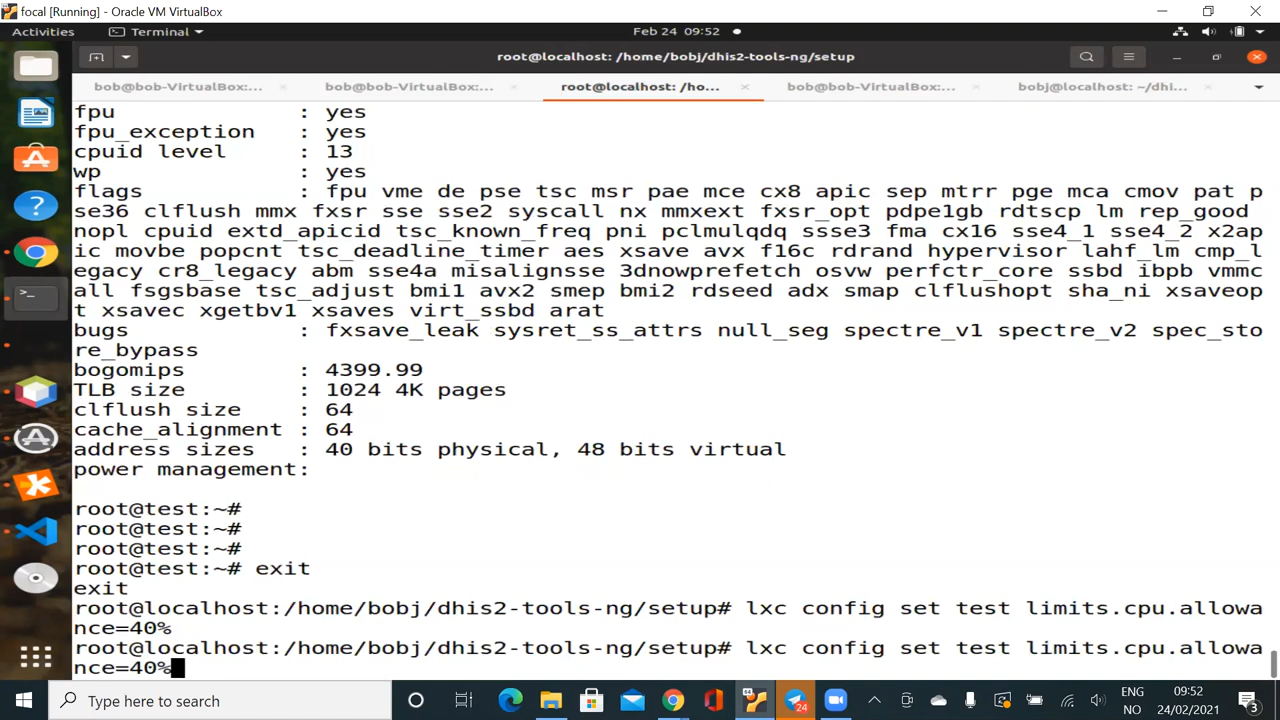 focal [Running] - Oracle VM VirtualBox
Activities
Terminal
Feb 24 09:52
root@localhost: /home/bobj/dhis2-tools-ng/setup
bob@bob-VirtualBox:...
bob@bob-VirtualBox:...
root@localhost: /ho...
bob@bob-VirtualBox:...
bobj@localhost: ~/dhi...
fpu : yes
fpu_exception : yes
cpuid level : 13
wp : yes
flags : fpu vme de pse tsc msr pae mce cx8 apic sep mtrr pge mca cmov pat p
se36 clflush mmx fxsr sse sse2 syscall nx mmxext fxsr_opt pdpe1gb rdtscp lm rep_good
nopl cpuid extd_apicid tsc_known_freq pni pclmulqdq ssse3 fma cx16 sse4_1 sse4_2 x2ap
ic movbe popcnt tsc_deadline_timer aes xsave avx f16c rdrand hypervisor lahf_lm cmp_l
egacy cr8_legacy abm sse4a misalignsse 3dnowprefetch osvw perfctr_core ssbd ibpb vmmc
all fsgsbase tsc_adjust bmi1 avx2 smep bmi2 rdseed adx smap clflushopt sha_ni xsaveop
t xsavec xgetbv1 xsaves virt_ssbd arat
bugs : fxsave_leak sysret_ss_attrs null_seg spectre_v1 spectre_v2 spec_sto
re_bypass
bogomips : 4399.99
TLB size : 1024 4K pages
clflush size : 64
cache_alignment : 64
address sizes : 40 bits physical, 48 bits virtual
power management:
root@test:~#
root@test:~#
root@test:~#
root@test:~# exit
exit
root@localhost:/home/bobj/dhis2-tools-ng/setup# lxc config set test limits.cpu.allowa
nce=40%
root@localhost:/home/bobj/dhis2-tools-ng/setup# lxc config set test limits.cpu.allowa
nce=40%
Type here to search
24
ENG
NO
09:52
24/02/2021
3